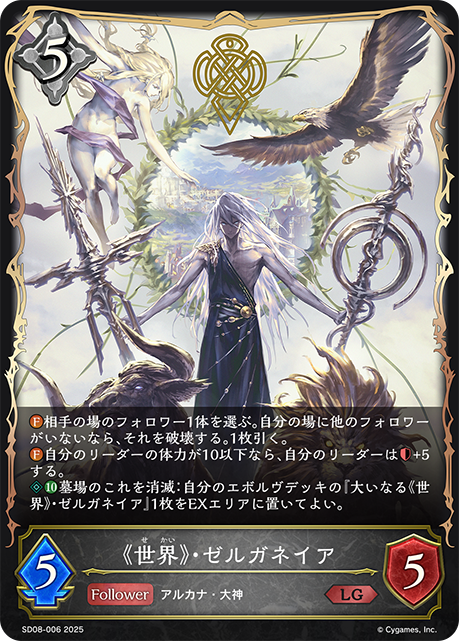 5
F相手の場のフォロワー1体を選ぶ。自分の場に他のフォロワー
がいないなら、それを破壊する。1枚引く。
F自分のリーダーの体力が10以下なら、自分のリーダーは+5
する。
10墓場のこれを消滅:自分のエボルヴデッキの『大いなる《世
界》・ゼルガネイア』1枚をEXエリアに置いてよい。
せかい
《世界》・ゼルガネイア
5
Follower アルカナ・大神
LG
5
SD08-006 2025
© Cygames, Inc.